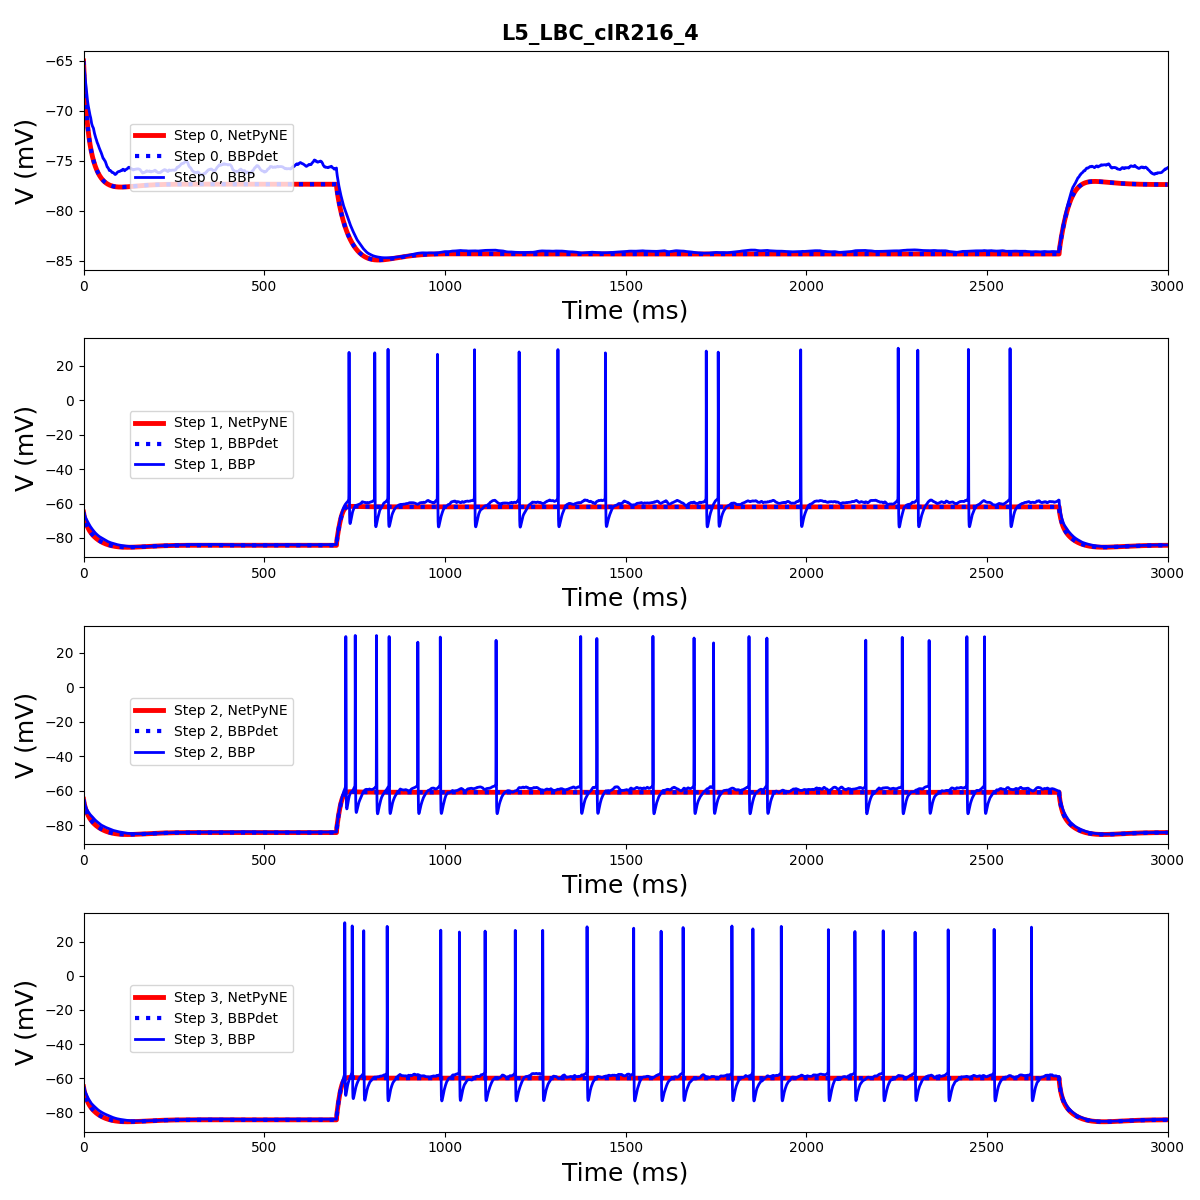 L5_LBC_cIR216_4
−65
−70
−75
−80
−85
V (mV)
Step 0, NetPyNE
Step 0, BBPdet
Step 0, BBP
0 500 1000 1500 2000 2500 3000
Time (ms)
20
0
−20
−40
−60
−80
V (mV)
Step 1, NetPyNE
Step 1, BBPdet
Step 1, BBP
0 500 1000 1500 2000 2500 3000
Time (ms)
20
0
−20
−40
−60
−80
V (mV)
Step 2, NetPyNE
Step 2, BBPdet
Step 2, BBP
0 500 1000 1500 2000 2500 3000
Time (ms)
20
0
−20
−40
−60
−80
V (mV)
Step 3, NetPyNE
Step 3, BBPdet
Step 3, BBP
0 500 1000 1500 2000 2500 3000
Time (ms)